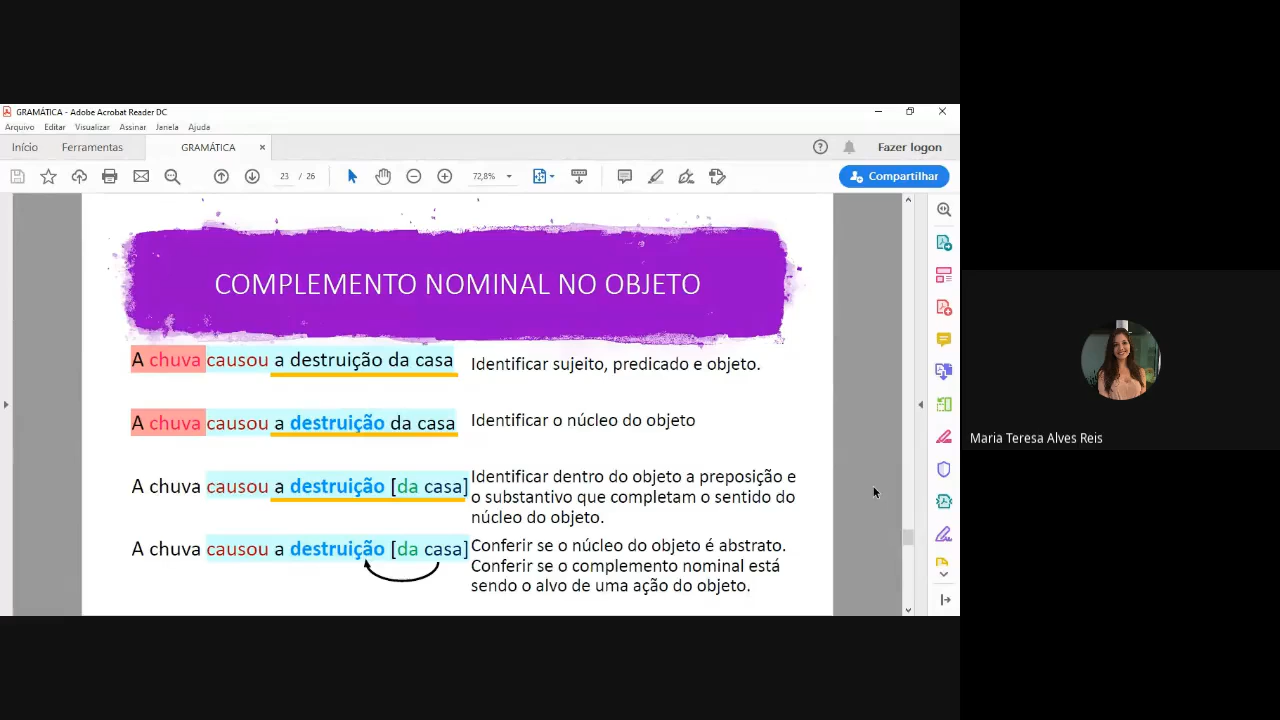 GRAMÁTICA - Adobe Acrobat Reader DC
Arquivo Editar Visualizar Assinar Janela Ajuda
Início Ferramentas GRAMÁTICA × Fazer logon
23 / 26 72,8% Compartilhar
COMPLEMENTO NOMINAL NO OBJETO
A chuva causou a destruição da casa
Identificar sujeito, predicado e objeto.
A chuva causou a destruição da casa
Identificar o núcleo do objeto
A chuva causou a destruição [da casa]
Identificar dentro do objeto a preposição e
o substantivo que completam o sentido do
núcleo do objeto.
A chuva causou a destruição [da casa]
Conferir se o núcleo do objeto é abstrato.
Conferir se o complemento nominal está
sendo o alvo de uma ação do objeto.
Maria Teresa Alves Reis